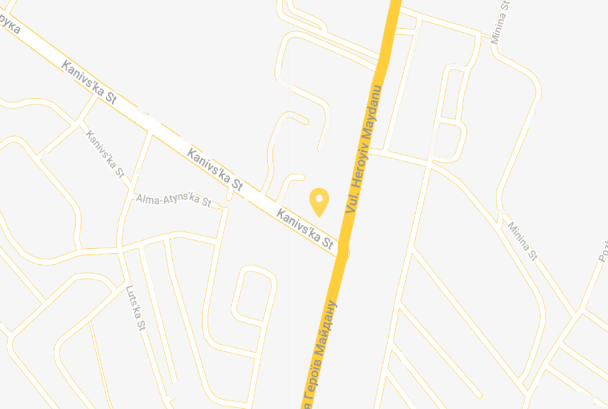 Minina St
рука
Kanivs'ka St
Vul. Heroyiv Maydanu
Kanivs'ka St
Kanivs'ka St
Alma-Atyns'ka St
Kanivs'ka St
Minina St
Luts'ka St
Героїв Майдану